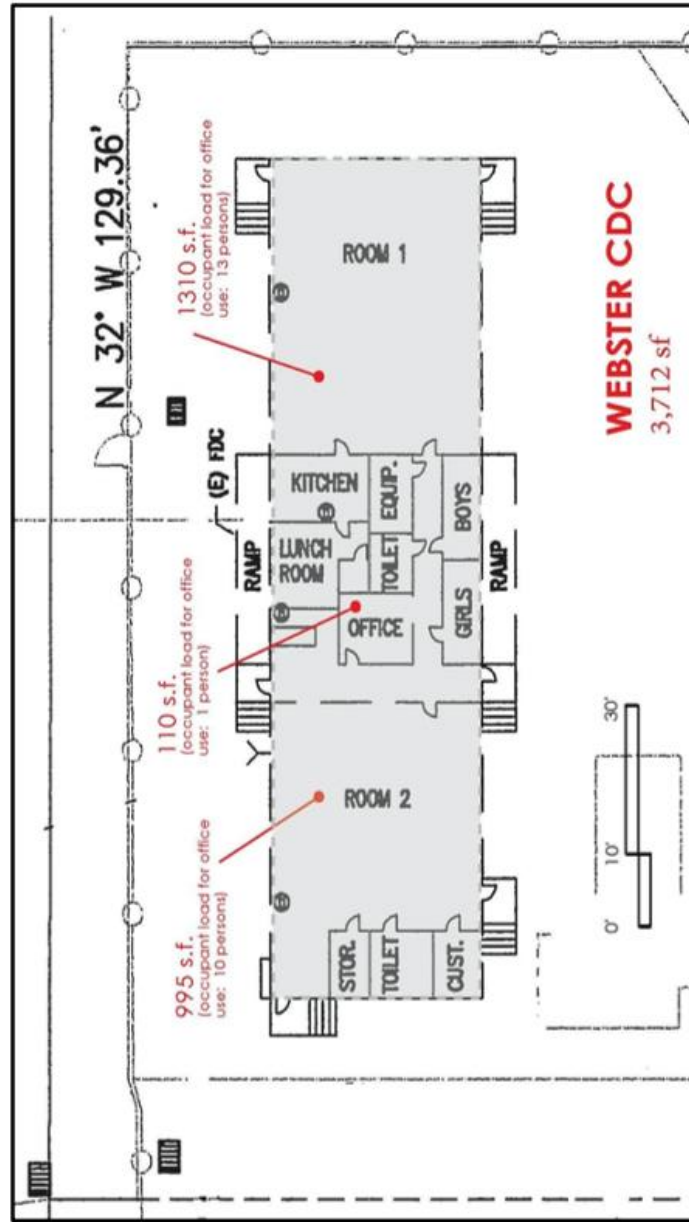 N 32° W 129.36'
995 s.f.
(occupant load for office
use: 10 persons)
110 s.f.
(occupant load for office
use: 1 person)
1310 s.f.
(occupant load for office
use: 13 persons)
(E) FDC
RAMP
STOR.
TOILET
CUST.
ROOM 2
LUNCH
ROOM
KITCHEN
OFFICE
TOILET
EQUIP.
GIRLS
BOYS
ROOM 1
RAMP
0'
10'
30'
WEBSTER CDC
3,712 sf